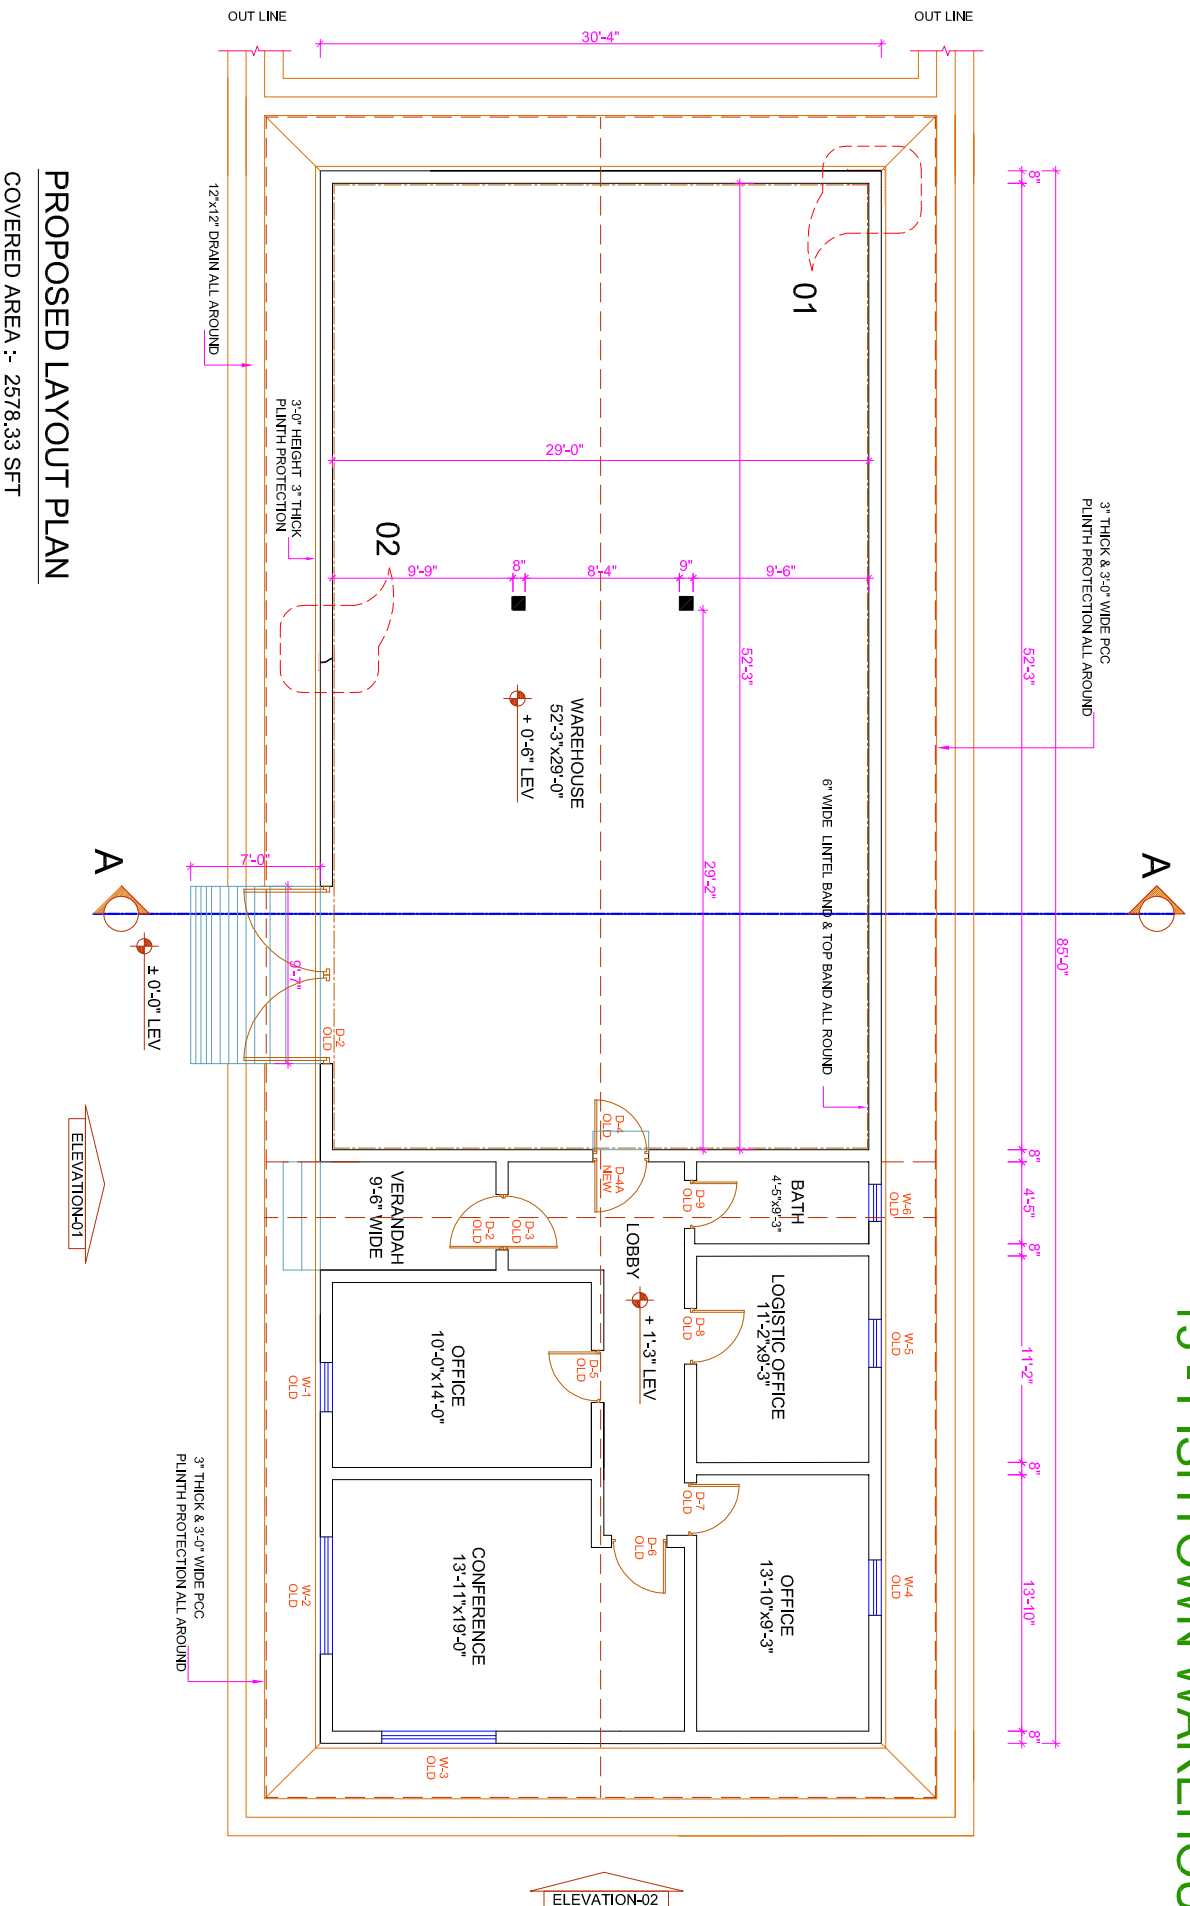 OUT LINE
OUT LINE
30'-4"
8"
52'-3"
85'-0"
8"
4'-5"
8"
11'-2"
8"
13'-10"
8"
3" THICK & 3'-0" WIDE PCC
PLINTH PROTECTION ALL AROUND
A
01
6" WIDE LINTEL BAND & TOP BAND ALL ROUND
52'-3"
29'-2"
29'-0"
9'-9"
8"
8'-4"
9"
9'-6"
WAREHOUSE
52'-3"x29'-0"
+ 0'-6" LEV
02
3'-0" HEIGHT 3" THICK
PLINTH PROTECTION
12"x12" DRAIN ALL AROUND
7'-0"
9'-7"
D-2
OLD
A
± 0'-0" LEV
D-4
OLD
D-4A
NEW
D-9
OLD
BATH
4'-5"x9'-3"
W-6
OLD
VERANDAH
9'-6" WIDE
D-2
OLD
D-3
OLD
LOBBY
+ 1'-3" LEV
D-8
OLD
LOGISTIC OFFICE
11'-2"x9'-3"
W-5
OLD
OFFICE
10'-0"x14'-0"
D-5
OLD
W-1
OLD
D-7
OLD
D-6
OLD
OFFICE
13'-10"x9'-3"
W-4
OLD
CONFERENCE
13'-11"x19'-0"
W-2
OLD
W-3
OLD
3" THICK & 3'-0" WIDE PCC
PLINTH PROTECTION ALL AROUND
ELEVATION-01
ELEVATION-02
PROPOSED LAYOUT PLAN
COVERED AREA :- 2578.33 SFT